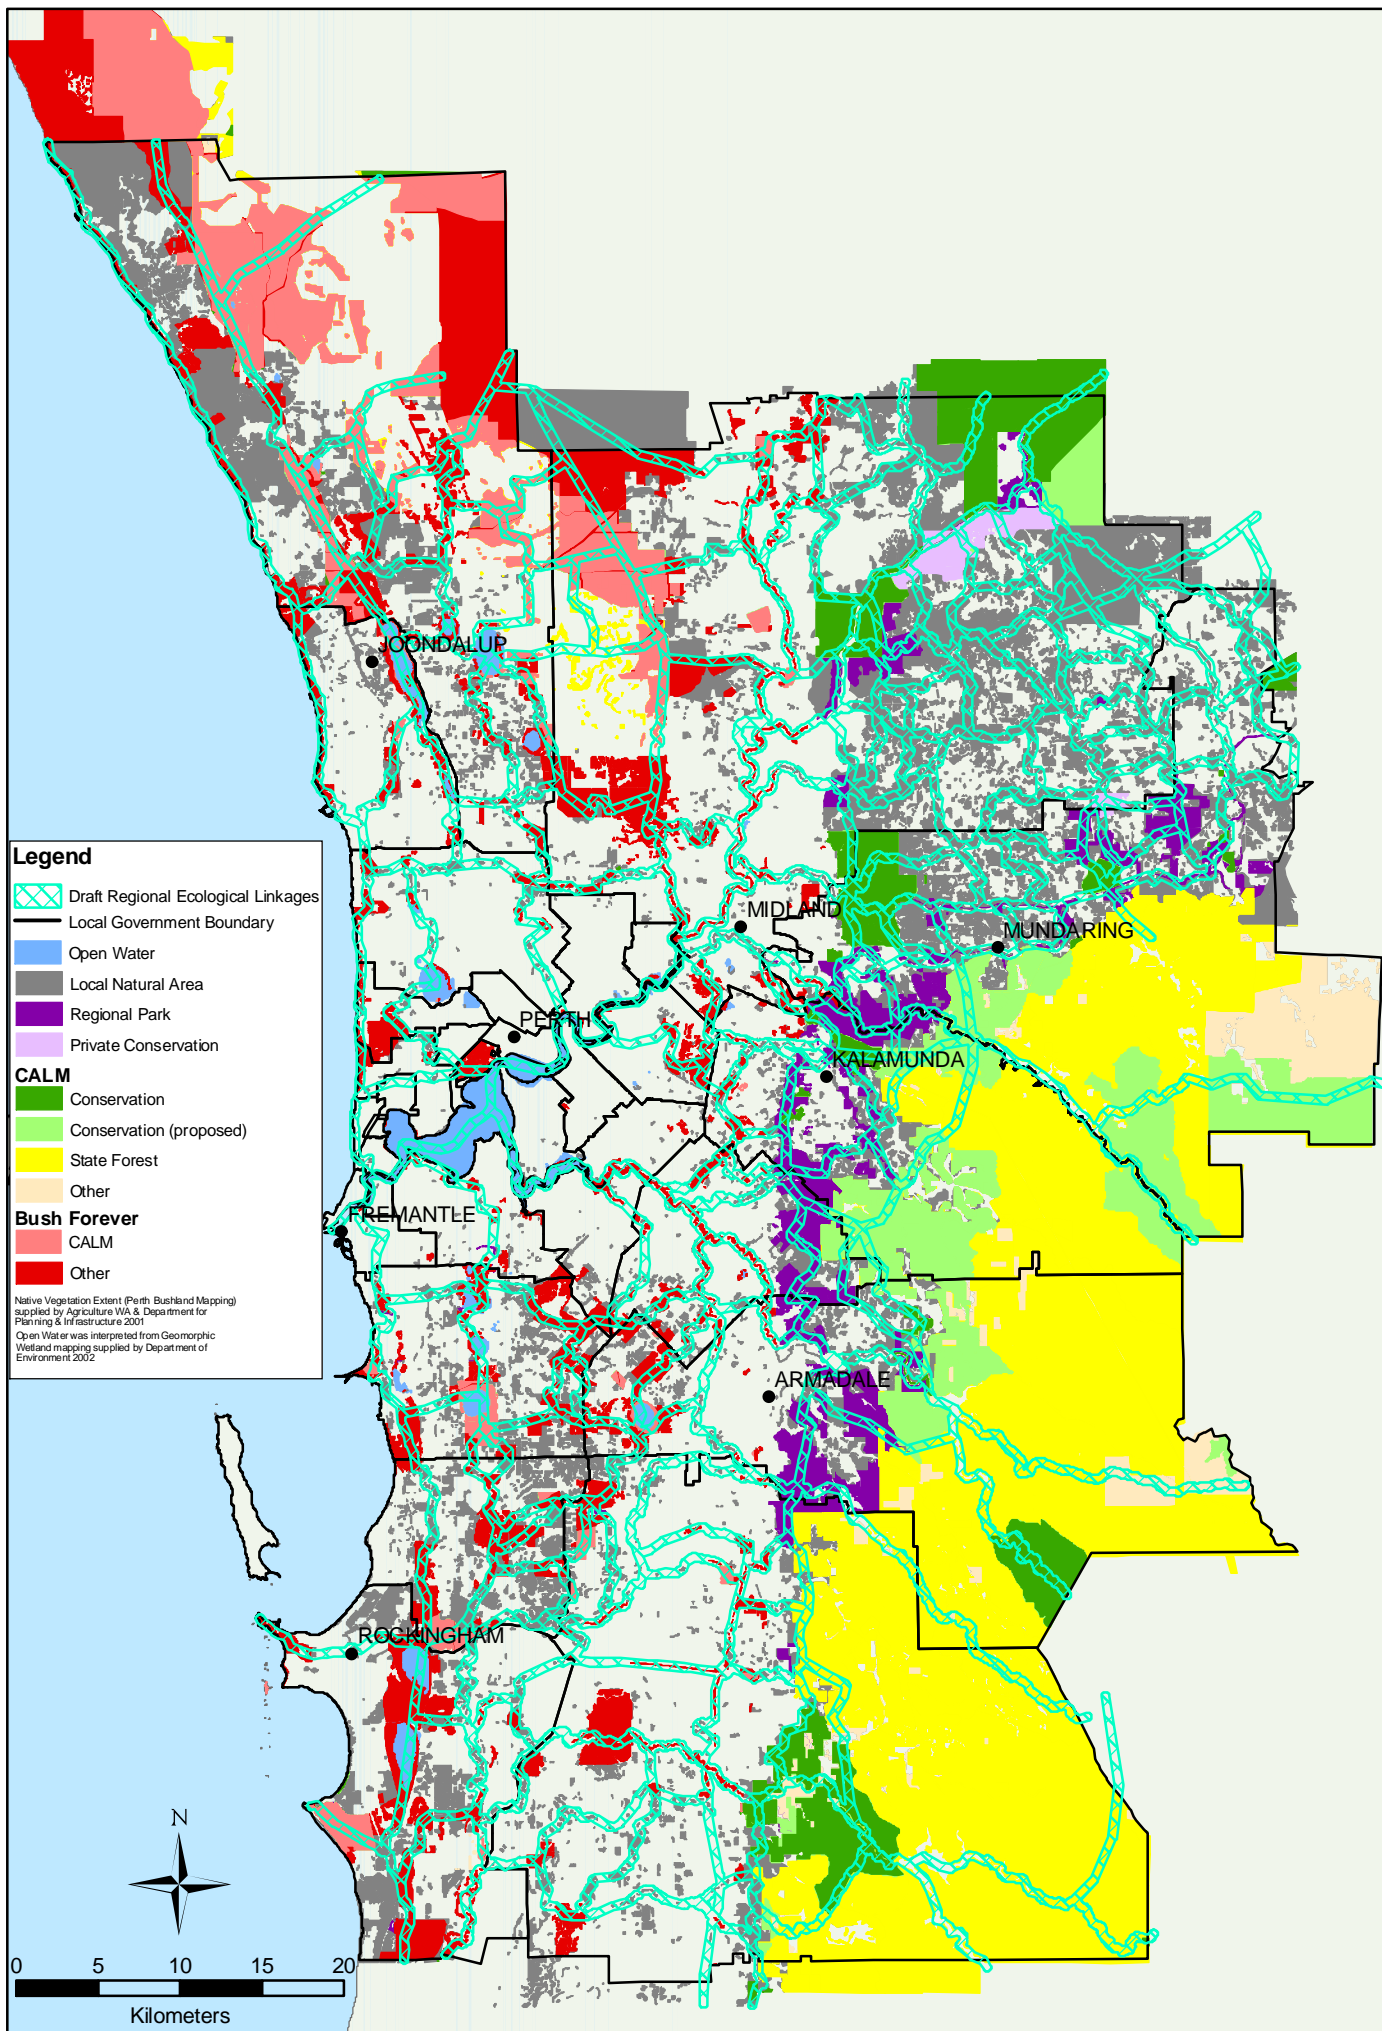 JOONDALUP
Legend
Draft Regional Ecological Linkages
Local Government Boundary
Open Water
Local Natural Area
Regional Park
Private Conservation
CALM
Conservation
Conservation (proposed)
State Forest
Other
Bush Forever
CALM
Other
Native Vegetation Extent (Perth Bushland Mapping)
supplied by Agriculture WA & Department for
Planning & Infrastructure 2001
Open Water was interpreted from Geomorphic
Wetland mapping supplied by Department of
Environment 2002
MIDLAND
MUNDARING
PERTH
KALAMUNDA
FREMANTLE
ARMADALE
ROCKINGHAM
N
0 5 10 15 20
Kilometers